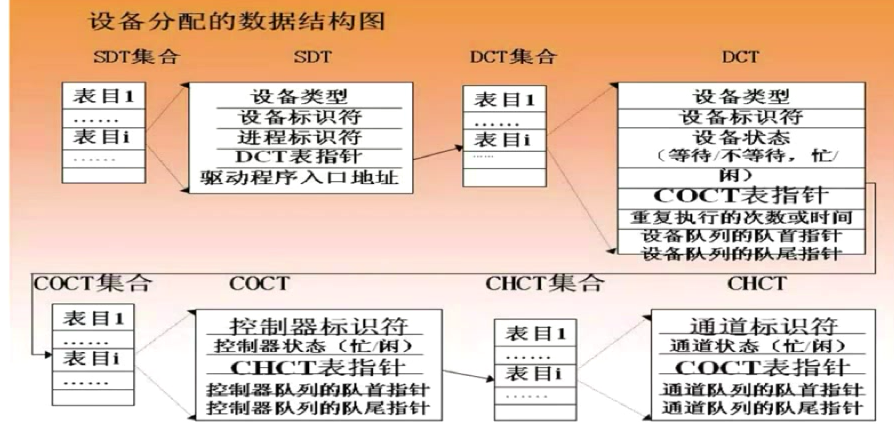 设备分配的数据结构图
SDT集合
SDT
DCT集合
DCT
表目1
......
表目i
......
设备类型
设备标识符
进程标识符
DCT表指针
驱动程序入口地址
表目1
......
表目i
......
设备类型
设备标识符
设备状态
（等待/不等待，忙/
闲）
COCT表指针
重复执行的次数或时间
设备队列的队首指针
设备队列的队尾指针
COCT集合
COCT
CHCT集合
CHCT
表目1
......
表目i
......
控制器标识符
控制器状态（忙/闲）
CHCT表指针
控制器队列的队首指针
控制器队列的队尾指针
表目1
......
表目i
......
通道标识符
通道状态（忙/闲）
COCT表指针
通道队列的队首指针
通道队列的队尾指针